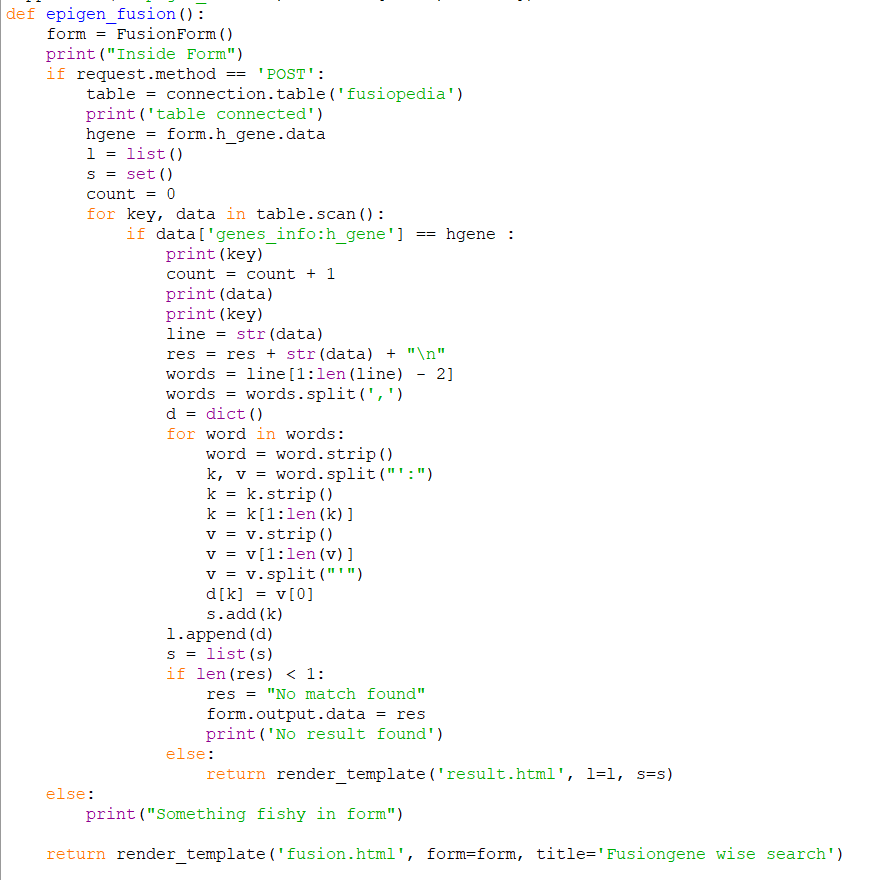 def epigen_fusion():
    form = FusionForm()
    print("Inside Form")
    if request.method == 'POST':
        table = connection.table('fusiopedia')
        print('table connected')
        hgene = form.h_gene.data
        l = list()
        s = set()
        count = 0
        for key, data in table.scan():
            if data['genes_info:h_gene'] == hgene :
                print(key)
                count = count + 1
                print(data)
                print(key)
                line = str(data)
                res = res + str(data) + "\n"
                words = line[1:len(line) - 2]
                words = words.split(',')
                d = dict()
                for word in words:
                    word = word.strip()
                    k, v = word.split("':")
                    k = k.strip()
                    k = k[1:len(k)]
                    v = v.strip()
                    v = v[1:len(v)]
                    v = v.split("'")
                    d[k] = v[0]
                    s.add(k)
                l.append(d)
                s = list(s)
                if len(res) < 1:
                    res = "No match found"
                    form.output.data = res
                    print('No result found')
                else:
                    return render_template('result.html', l=l, s=s)
    else:
        print("Something fishy in form")

    return render_template('fusion.html', form=form, title='Fusiongene wise search')